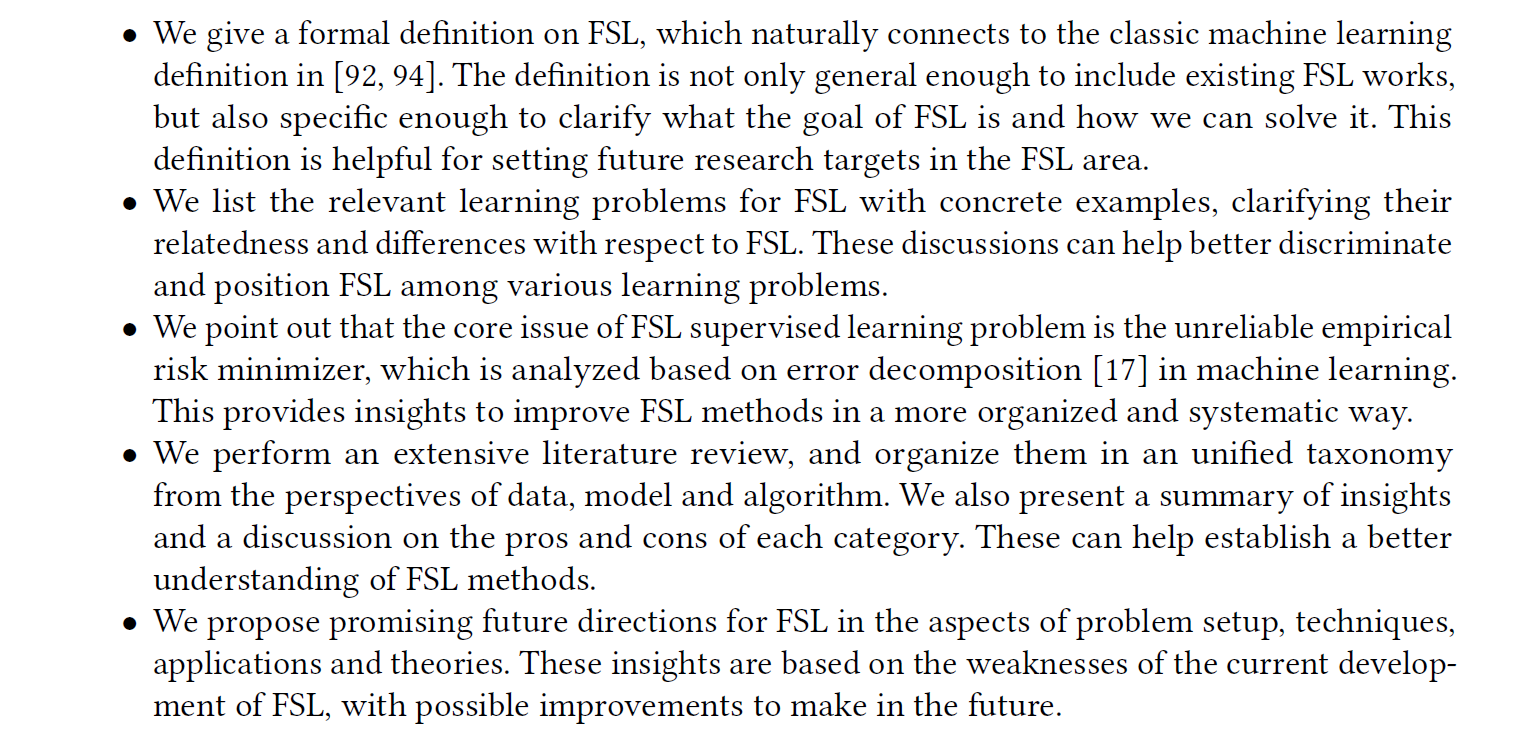 • We give a formal definition on FSL, which naturally connects to the classic machine learning
definition in [92, 94]. The definition is not only general enough to include existing FSL works,
but also specific enough to clarify what the goal of FSL is and how we can solve it. This
definition is helpful for setting future research targets in the FSL area.
• We list the relevant learning problems for FSL with concrete examples, clarifying their
relatedness and differences with respect to FSL. These discussions can help better discriminate
and position FSL among various learning problems.
• We point out that the core issue of FSL supervised learning problem is the unreliable empirical
risk minimizer, which is analyzed based on error decomposition [17] in machine learning.
This provides insights to improve FSL methods in a more organized and systematic way.
• We perform an extensive literature review, and organize them in an unified taxonomy
from the perspectives of data, model and algorithm. We also present a summary of insights
and a discussion on the pros and cons of each category. These can help establish a better
understanding of FSL methods.
• We propose promising future directions for FSL in the aspects of problem setup, techniques,
applications and theories. These insights are based on the weaknesses of the current develop-
ment of FSL, with possible improvements to make in the future.